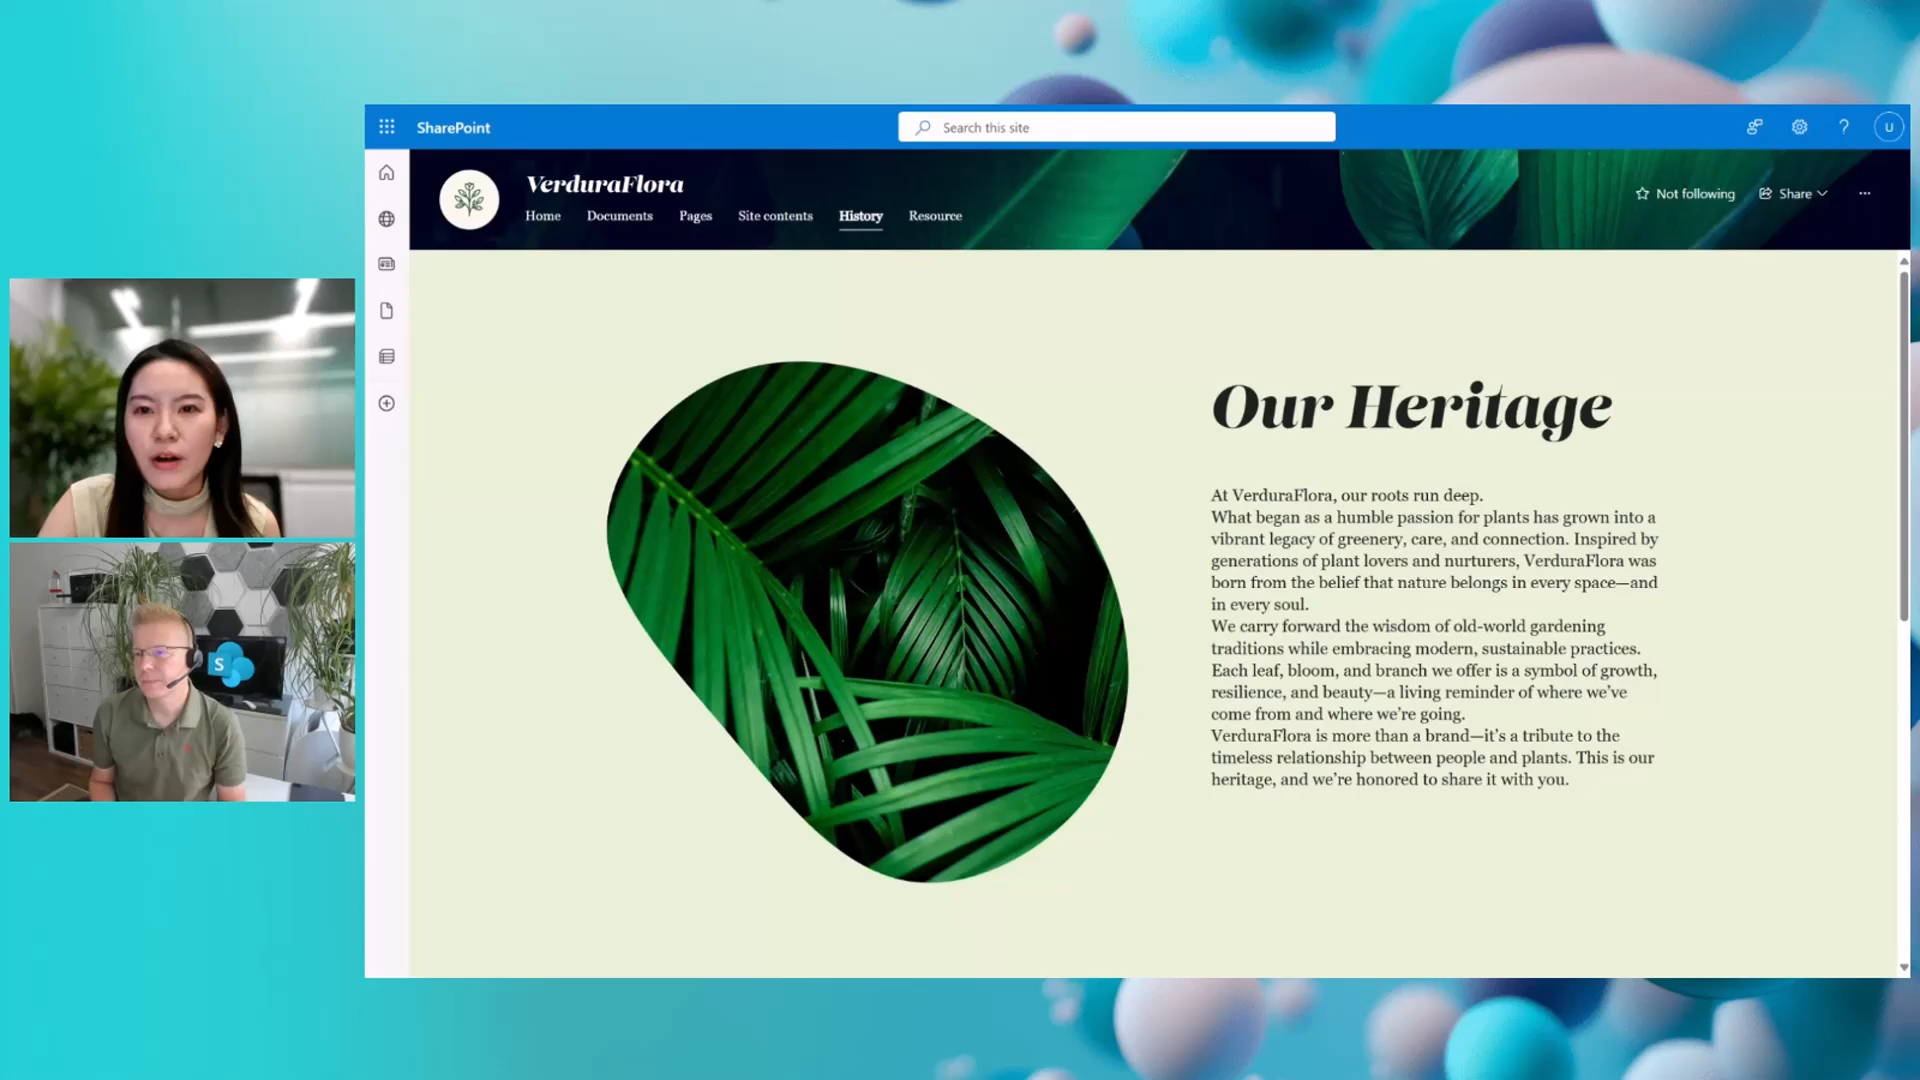 SharePoint
Search this site
U
VerduraFlora
Home Documents Pages Site contents History Resource
Not following Share
Our Heritage
At VerduraFlora, our roots run deep.
What began as a humble passion for plants has grown into a
vibrant legacy of greenery, care, and connection. Inspired by
generations of plant lovers and nurturers, VerduraFlora was
born from the belief that nature belongs in every space—and
in every soul.
We carry forward the wisdom of old-world gardening
traditions while embracing modern, sustainable practices.
Each leaf, bloom, and branch we offer is a symbol of growth,
resilience, and beauty—a living reminder of where we’ve
come from and where we’re going.
VerduraFlora is more than a brand—it’s a tribute to the
timeless relationship between people and plants. This is our
heritage, and we’re honored to share it with you.
S